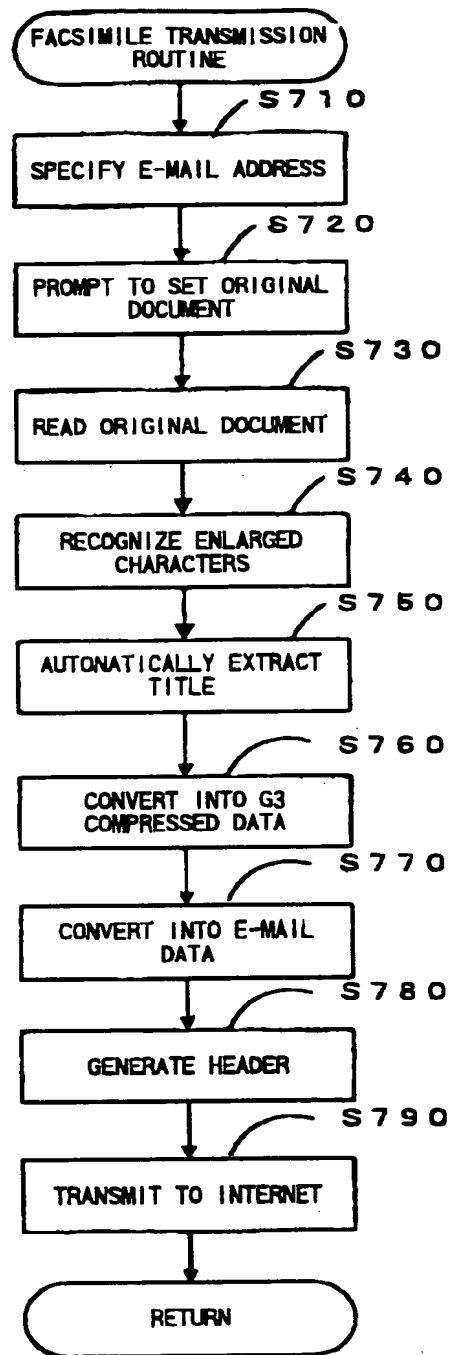 FACSIMILE TRANSMISSION
ROUTINE
S710
SPECIFY E-MAIL ADDRESS
S720
PROMPT TO SET ORIGINAL
DOCUMENT
S730
READ ORIGINAL DOCUMENT
S740
RECOGNIZE ENLARGED
CHARACTERS
S750
AUTONATICALLY EXTRACT
TITLE
S760
CONVERT INTO G3
COMPRESSED DATA
S770
CONVERT INTO E-MAIL
DATA
S780
GENERATE HEADER
S790
TRANSMIT TO INTERNET
RETURN